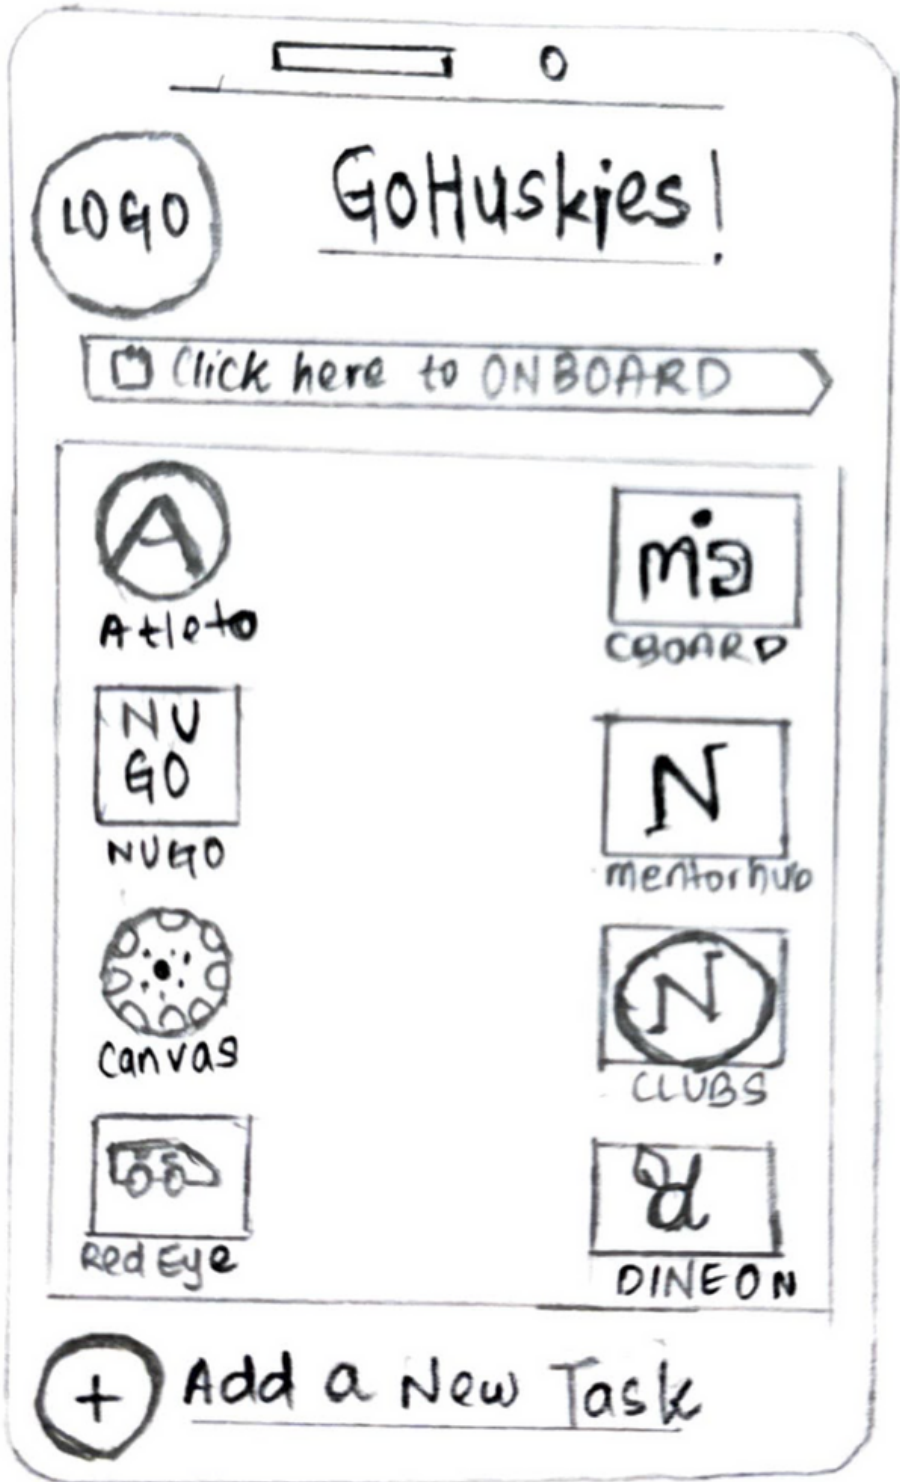 LOGO
GoHuskies!
Click here to ONBOARD
A
Atleto
NU
GO
NUGO
Canvas
Red Eye
CBOARD
N
mentorhub
N
CLUBS
d
DINEON
+ Add a New Task